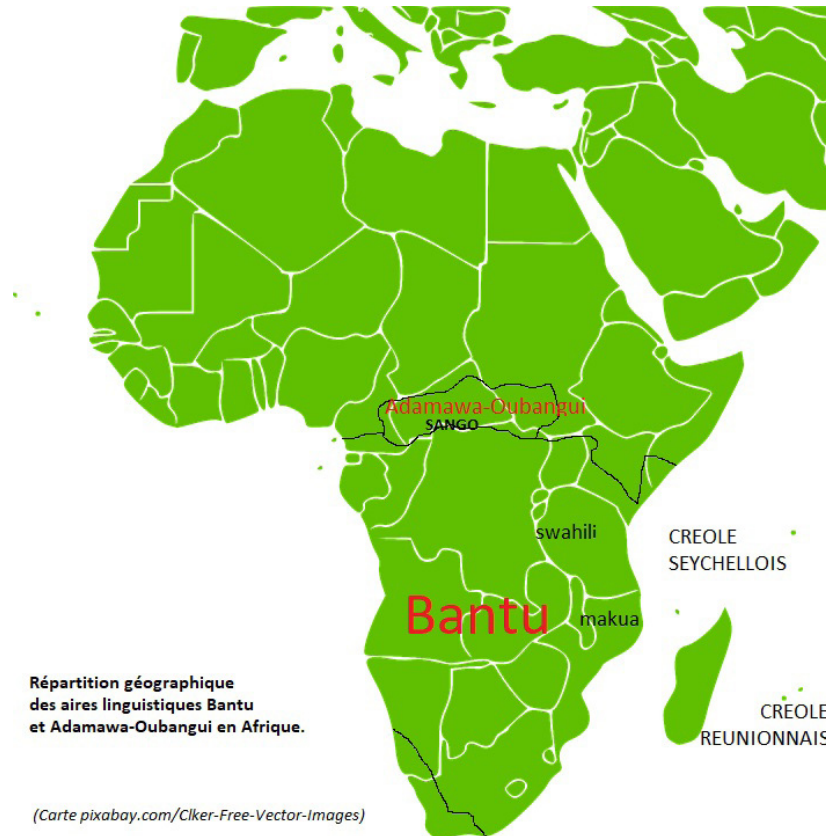 Adamawa-Oubangui
SANGO
swahili
CREOLE
SEYCHELLOIS
Bantu
makua
Répartition géographique
des aires linguistiques Bantu
et Adamawa-Oubangui en Afrique.
CREOLE
REUNIONNAIS
(Carte pixabay.com/Clker-Free-Vector-Images)